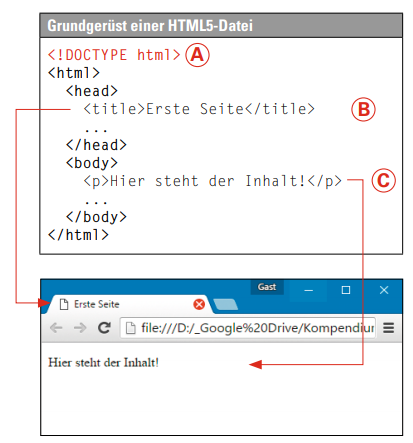 Grundgerüst einer HTML5-Datei
<!DOCTYPE html> A
<html>
<head>
<title>Erste Seite</title> B
...
</head>
<body>
<p>Hier steht der Inhalt!</p> C
...
</body>
</html>
Gast
Erste Seite
file:///D:/_Google%20Drive/Kompendiur
Hier steht der Inhalt!